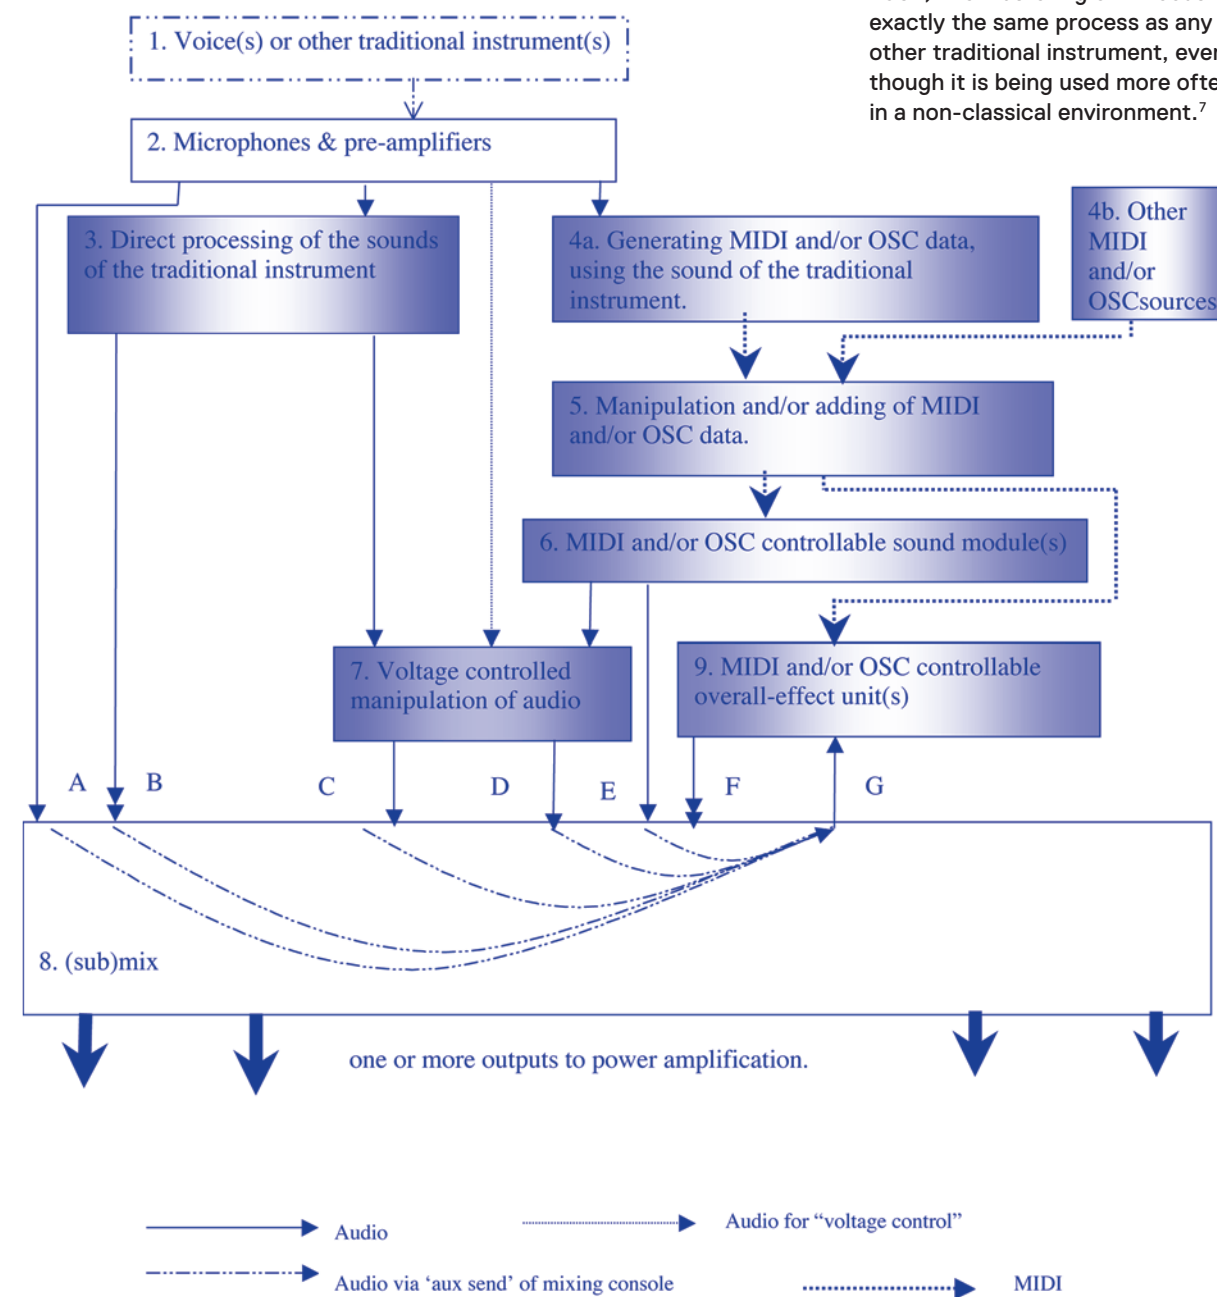 exactly the same process as any
other traditional instrument, even
though it is being used more often
in a non-classical environment.⁷
1. Voice(s) or other traditional instrument(s)
2. Microphones & pre-amplifiers
3. Direct processing of the sounds
of the traditional instrument
4a. Generating MIDI and/or OSC data,
using the sound of the traditional
instrument.
4b. Other
MIDI
and/or
OSCsources
5. Manipulation and/or adding of MIDI
and/or OSC data.
6. MIDI and/or OSC controllable sound module(s)
7. Voltage controlled
manipulation of audio
9. MIDI and/or OSC controllable
overall-effect unit(s)
A
B
C
D
E
F
G
8. (sub)mix
one or more outputs to power amplification.
Audio
Audio for “voltage control”
Audio via ‘aux send’ of mixing console
MIDI